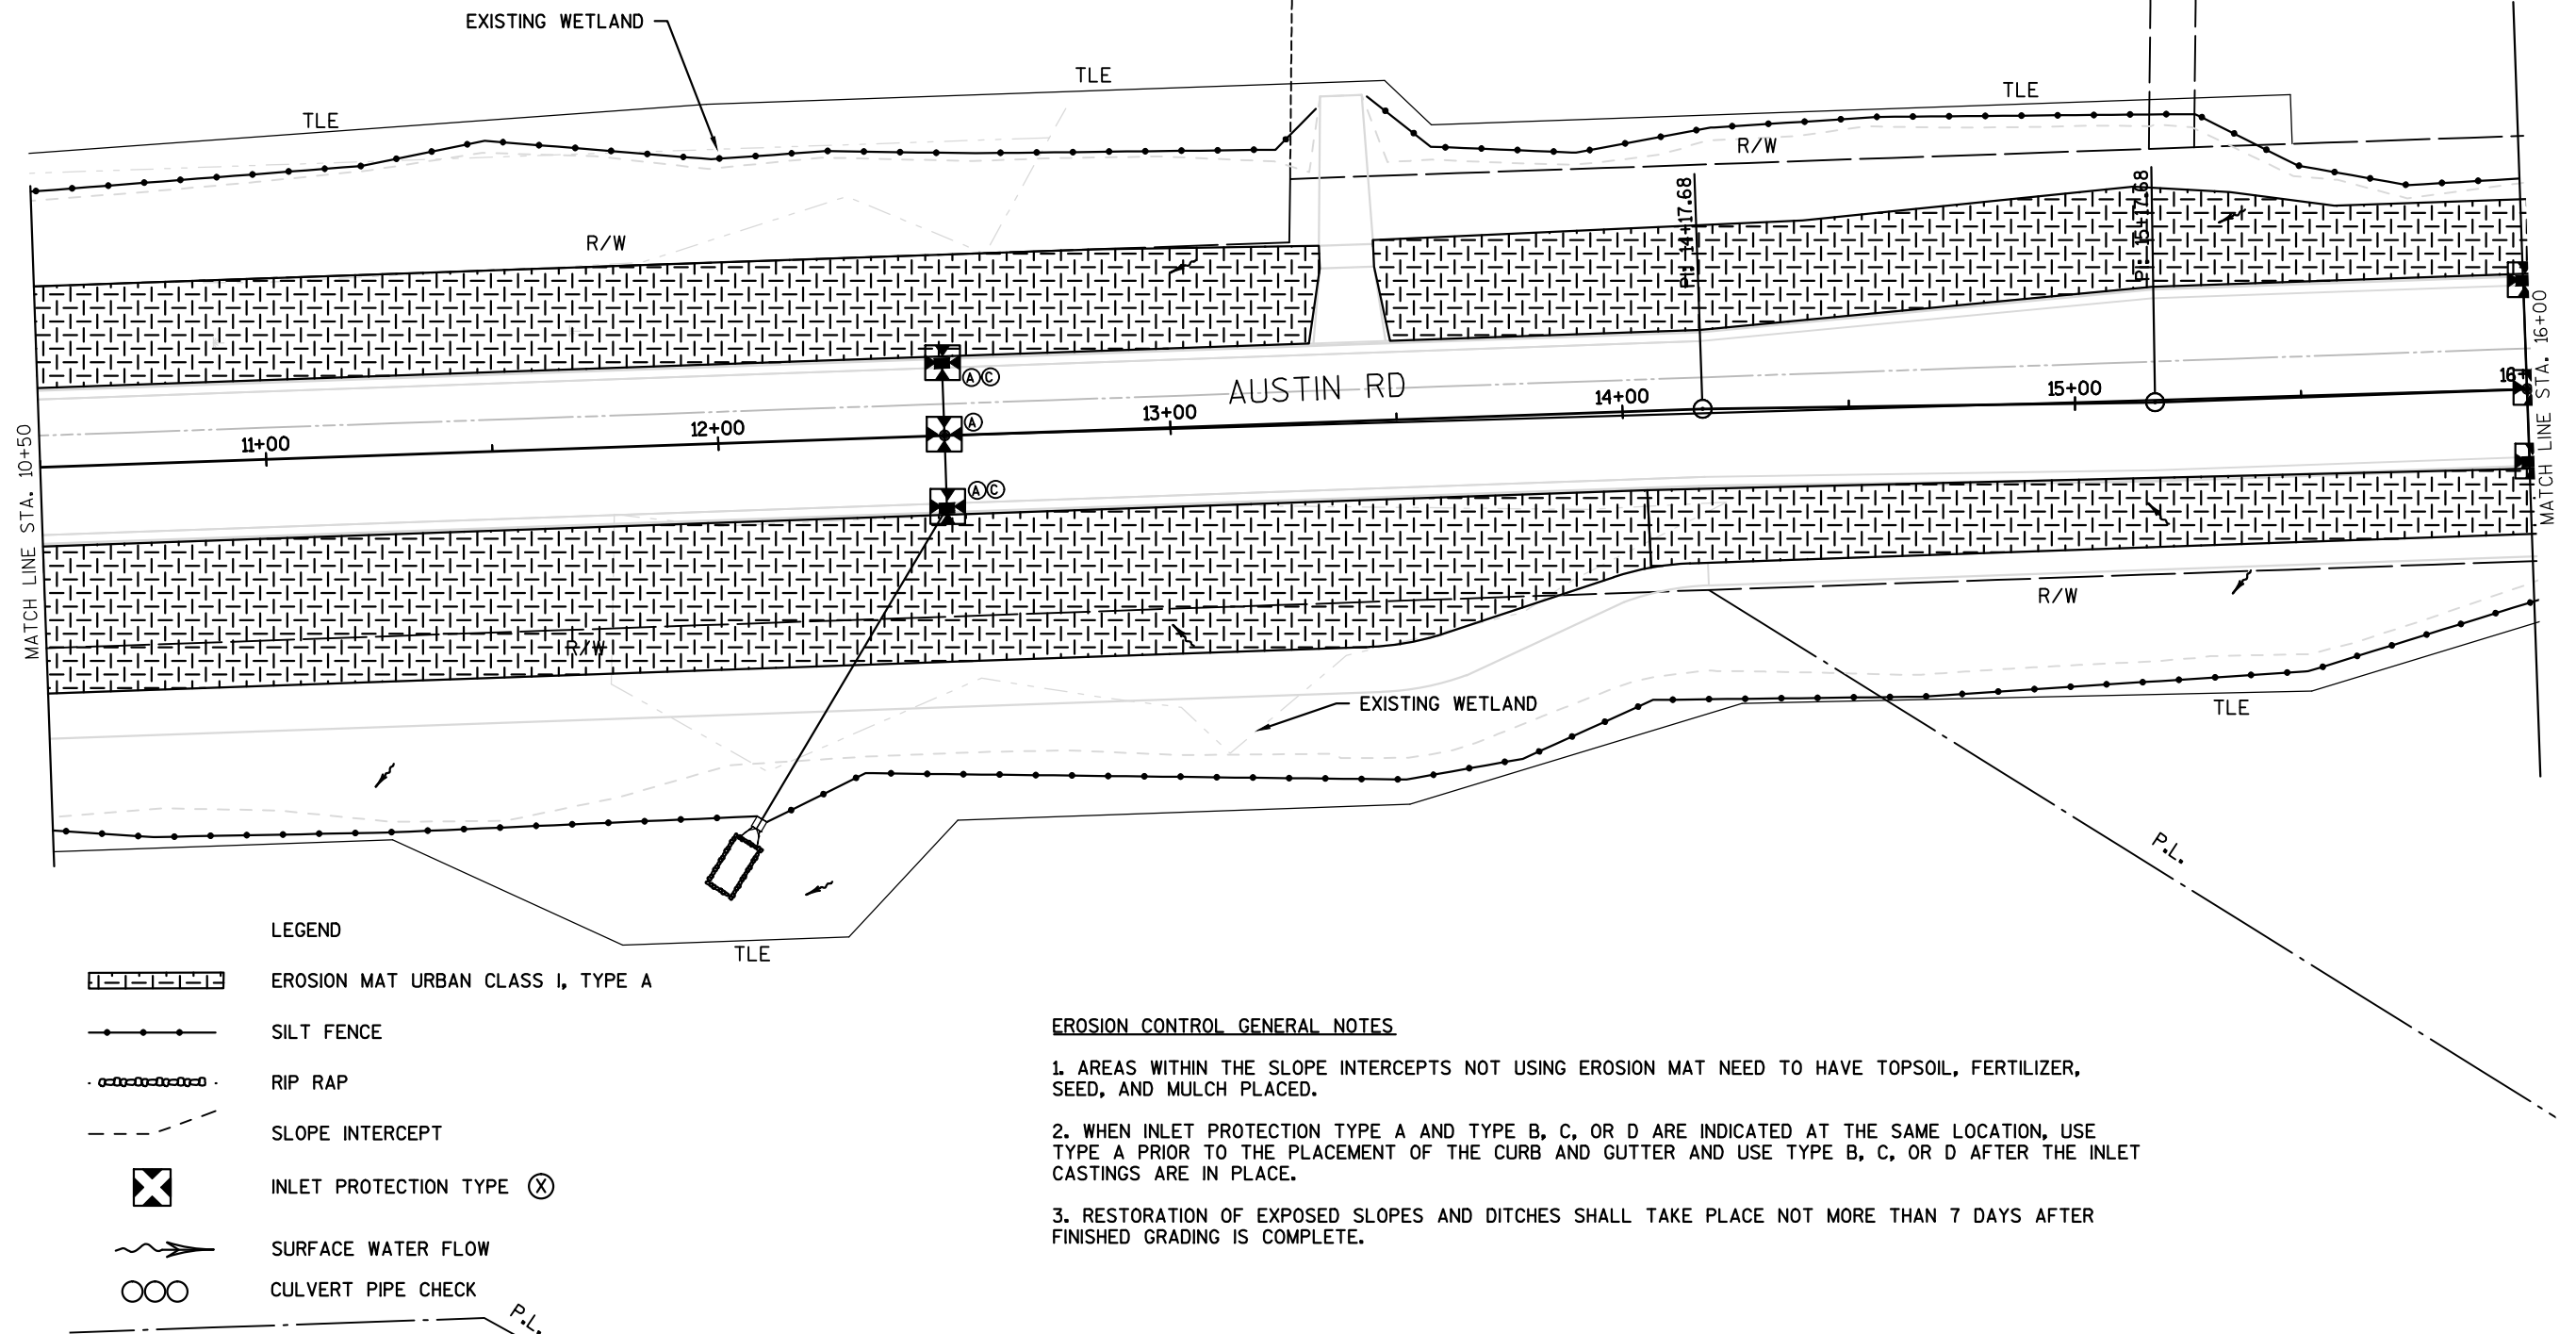 EXISTING WETLAND
TLE
TLE
TLE
R/W
R/W
PI: 14+17.68
AUSTIN RD
11+00
12+00
13+00
14+00
15+00
A C
A
A C
MATCH LINE STA. 10+50
MATCH LINE STA. 16+00
R/W
R/W
EXISTING WETLAND
TLE
P.L.
TLE
LEGEND
EROSION MAT URBAN CLASS I, TYPE A
SILT FENCE
RIP RAP
SLOPE INTERCEPT
INLET PROTECTION TYPE X
SURFACE WATER FLOW
CULVERT PIPE CHECK
P.L.
EROSION CONTROL GENERAL NOTES
1. AREAS WITHIN THE SLOPE INTERCEPTS NOT USING EROSION MAT NEED TO HAVE TOPSOIL, FERTILIZER,
SEED, AND MULCH PLACED.
2. WHEN INLET PROTECTION TYPE A AND TYPE B, C, OR D ARE INDICATED AT THE SAME LOCATION, USE
TYPE A PRIOR TO THE PLACEMENT OF THE CURB AND GUTTER AND USE TYPE B, C, OR D AFTER THE INLET
CASTINGS ARE IN PLACE.
3. RESTORATION OF EXPOSED SLOPES AND DITCHES SHALL TAKE PLACE NOT MORE THAN 7 DAYS AFTER
FINISHED GRADING IS COMPLETE.